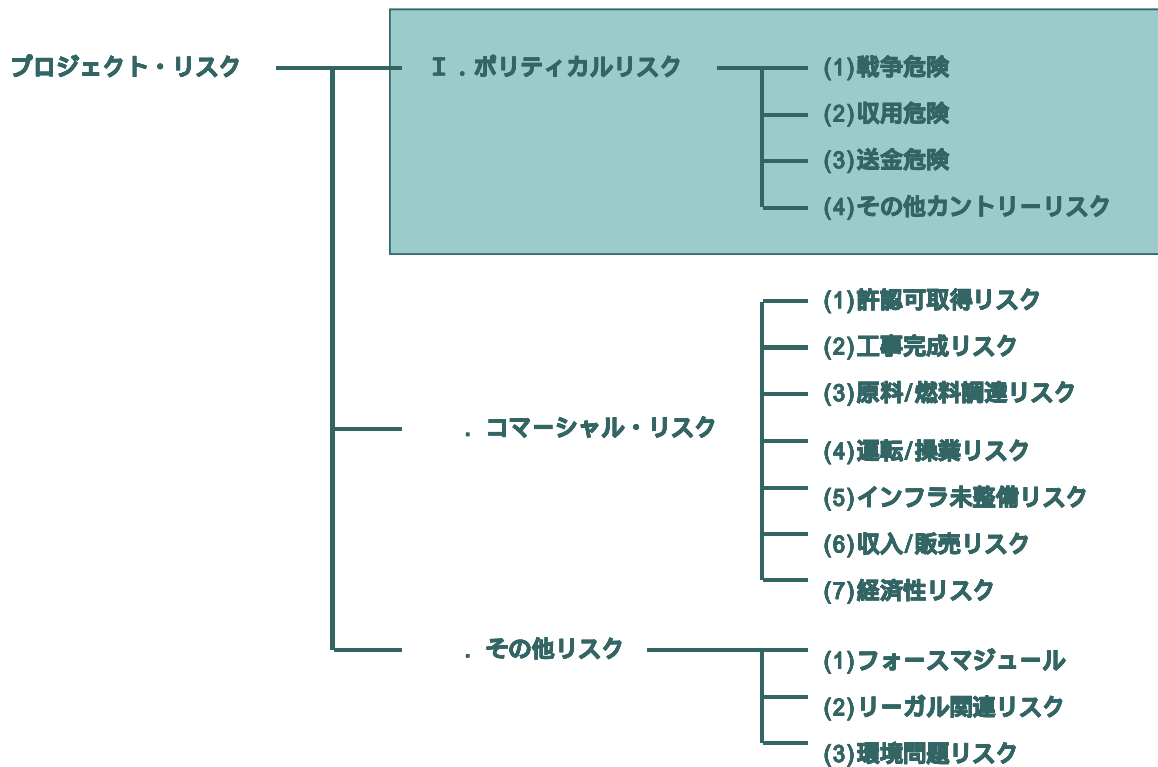 プロジェクト・リスク
Ⅰ．ポリティカルリスク
(1)戦争危険
(2)収用危険
(3)送金危険
(4)その他カントリーリスク
．コマーシャル・リスク
(1)許認可取得リスク
(2)工事完成リスク
(3)原料/燃料調達リスク
(4)運転/操業リスク
(5)インフラ未整備リスク
(6)収入/販売リスク
(7)経済性リスク
．その他リスク
(1)フォースマジュール
(2)リーガル関連リスク
(3)環境問題リスク